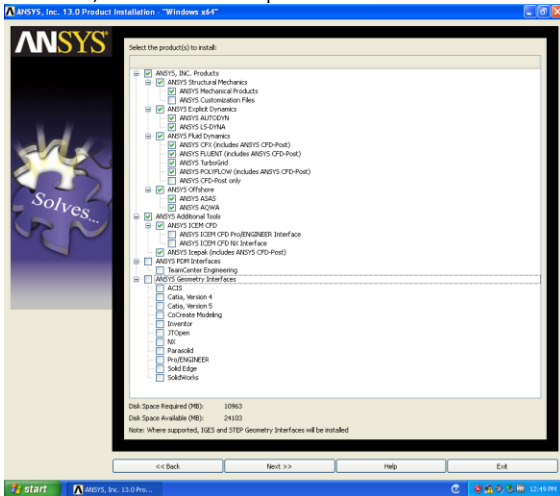 ANSYS, Inc. 13.0 Product Installation - "Windows x64"
ANSYS
Solves...
Select the product(s) to install:
ANSYS, INC. Products
ANSYS Structural Mechanics
ANSYS Mechanical Products
ANSYS Customization Files
ANSYS Explicit Dynamics
ANSYS AUTODYN
ANSYS LS-DYNA
ANSYS Fluid Dynamics
ANSYS CFX (includes ANSYS CFD-Post)
ANSYS FLUENT (includes ANSYS CFD-Post)
ANSYS TurboGrid
ANSYS POLYFLOW (includes ANSYS CFD-Post)
ANSYS CFD-Post only
ANSYS Offshore
ANSYS ASAS
ANSYS AQWA
ANSYS Additional Tools
ANSYS ICEM CFD
ANSYS ICEM CFD Pro/ENGINEER Interface
ANSYS ICEM CFD NX Interface
ANSYS Icepak (includes ANSYS CFD-Post)
ANSYS PDM Interfaces
TeamCenter Engineering
ANSYS Geometry Interfaces
ACIS
Catia, Version 4
Catia, Version 5
CoCreate Modeling
Inventor
JTOpen
NX
Parasolid
Pro/ENGINEER
Solid Edge
SolidWorks
Disk Space Required (MB): 10963
Disk Space Available (MB): 24103
Note: Where supported, IGES and STEP Geometry Interfaces will be installed
<< Back Next >> Help Exit
start ANSYS, Inc. 13.0 Pro... 12:49 PM